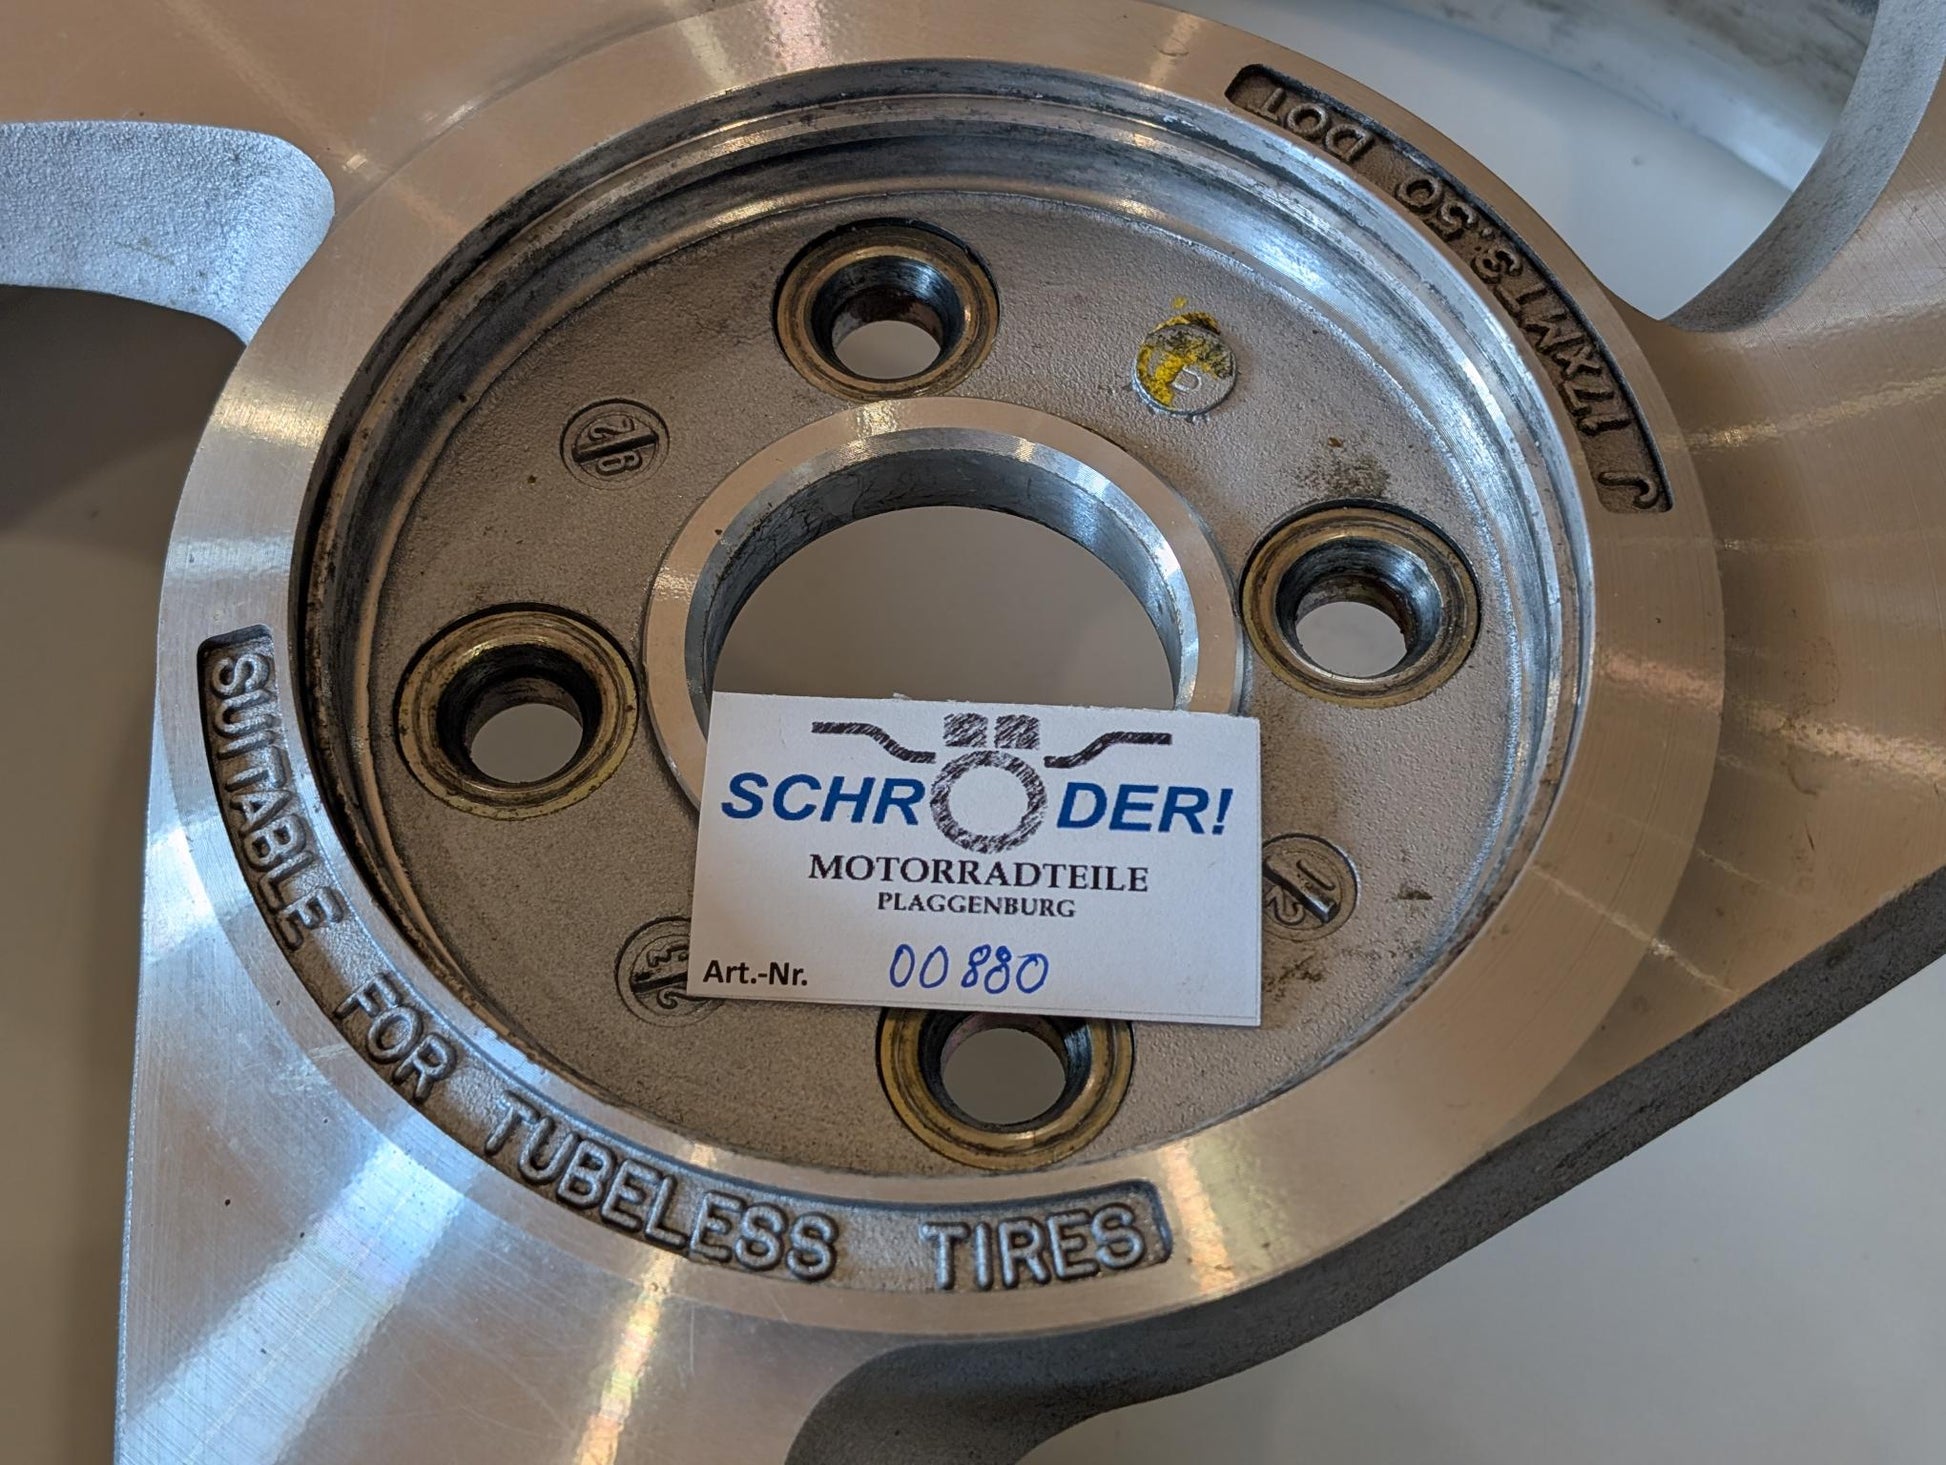 J 17xMT3.50 DOT
SUITABLE FOR TUBELESS TIRES
SCHRÖDER!
MOTORRADTEILE
PLAGGENBURG
Art.-Nr. 00880